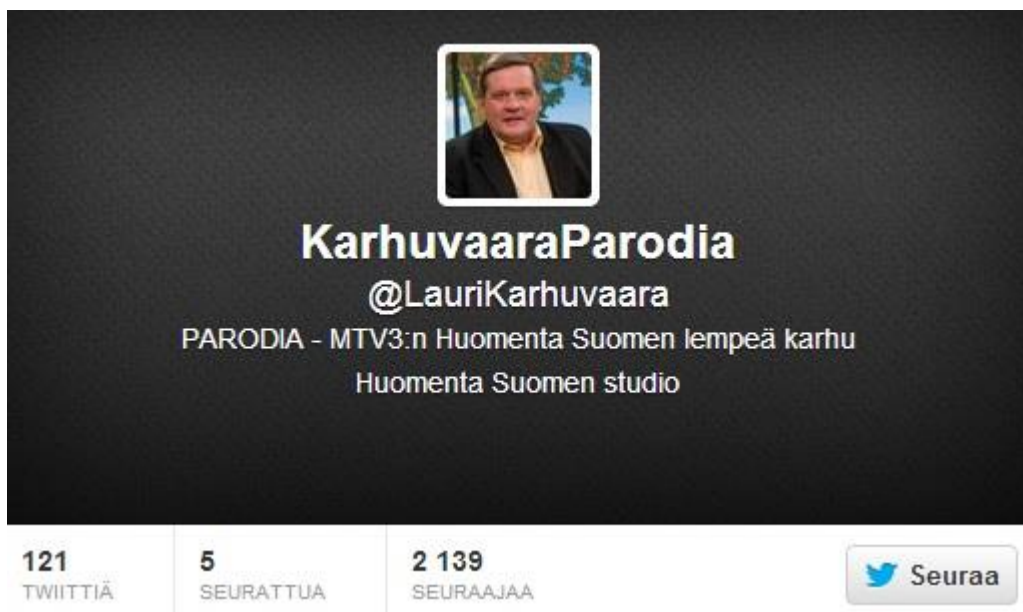 KarhuvaaraParodia
@LauriKarhuvaara
PARODIA - MTV3:n Huomenta Suomen lempeä karhu
Huomenta Suomen studio
121
TWIITTIÄ
5
SEURATTUA
2 139
SEURAAJAA
Seuraa